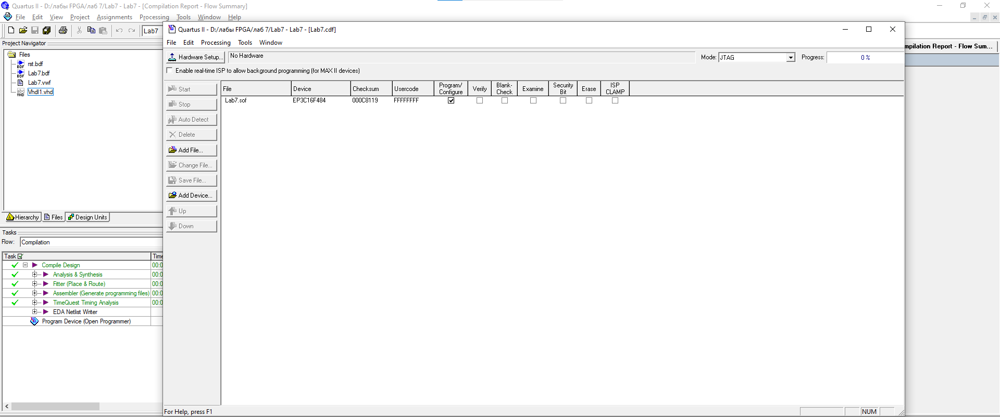 Quartus II - D:/лабы FPGA/лаб 7/Lab7 - Lab7 - [Compilation Report - Flow Summary]
File Edit View Project Assignments Processing Tools Window Help
Lab7
Project Navigator
Files
rst.bdf
Lab7.bdf
Lab7.vwf
Vhdl1.vhd
Hierarchy Files Design Units
Tasks
Flow: Compilation
Task Time
Compile Design 00:0
Analysis & Synthesis 00:0
Fitter (Place & Route) 00:0
Assembler (Generate programming files) 00:0
TimeQuest Timing Analysis 00:0
EDA Netlist Writer
Program Device (Open Programmer)
Quartus II - D:/лабы FPGA/лаб 7/Lab7 - Lab7 - [Lab7.cdf]
File Edit Processing Tools Window
Hardware Setup... No Hardware Mode: JTAG Progress: 0 %
Enable real-time ISP to allow background programming (for MAX II devices)
Start
Stop
Auto Detect
Delete
Add File...
Change File...
Save File...
Add Device...
Up
Down
File Device Checksum Usercode Program/ Configure Verify Blank- Check Examine Security Bit Erase ISP CLAMP
Lab7.sof EP3C16F484 000C8119 FFFFFFFF
For Help, press F1 NUM
mpilation Report - Flow Sum...